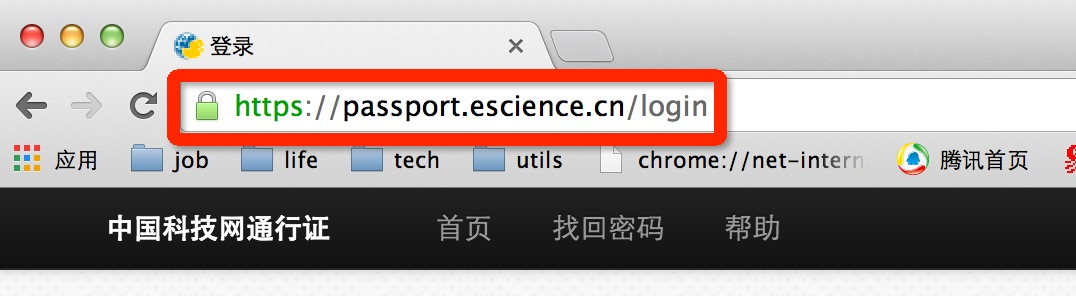 登录
https://passport.escience.cn/login
应用 job life tech utils chrome://net-intern 腾讯首页
中国科技网通行证 首页 找回密码 帮助